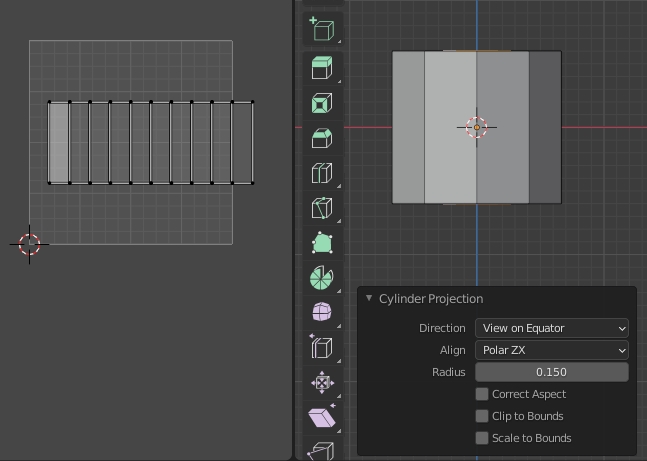 Cylinder Projection
Direction View on Equator
Align Polar ZX
Radius 0.150
Correct Aspect
Clip to Bounds
Scale to Bounds